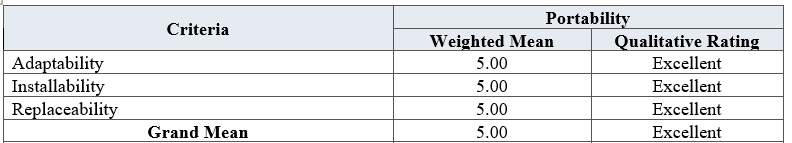 Criteria
Portability
Weighted Mean Qualitative Rating
Adaptability 5.00 Excellent
Installability 5.00 Excellent
Replaceability 5.00 Excellent
Grand Mean 5.00 Excellent